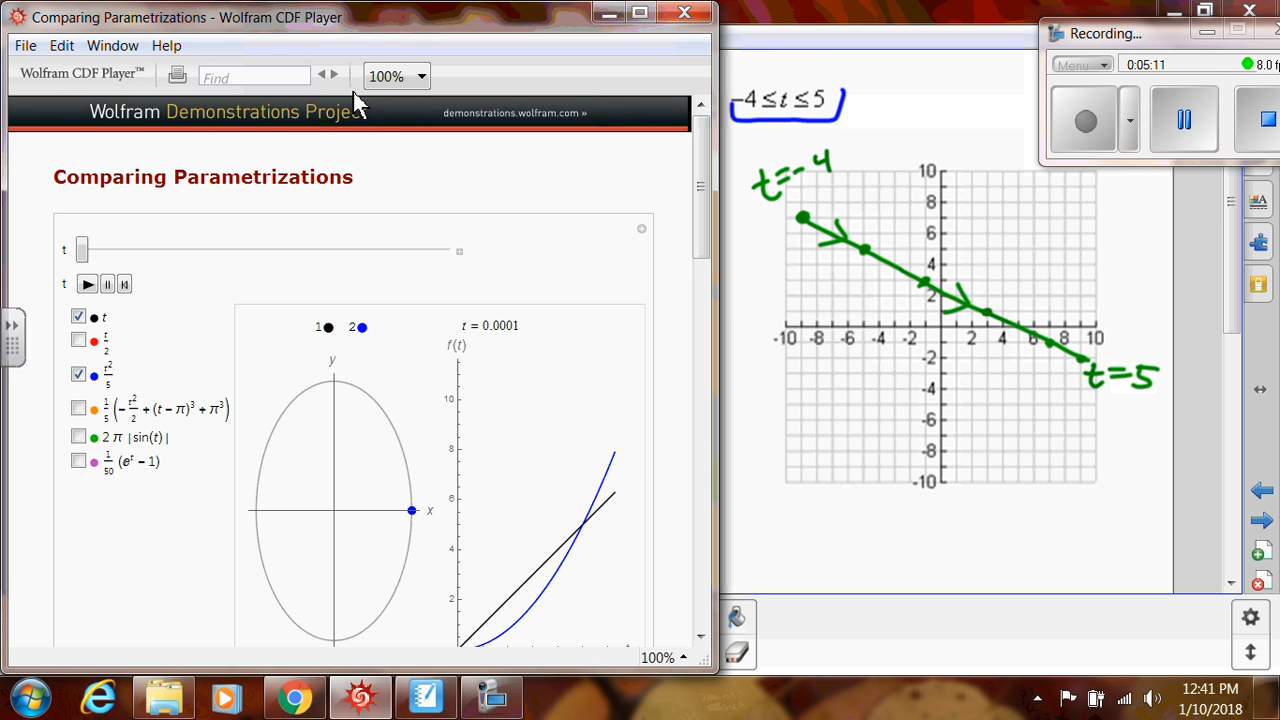 Comparing Parametrizations - Wolfram CDF Player
File Edit Window Help
Wolfram CDF Player™ Find 100%
Wolfram Demonstrations Projec
demonstrations.wolfram.com »
Comparing Parametrizations
t
t
t
t/2
t²/5
1/5 (-t²/2 + (t - π)³ + π³)
2 π |sin(t)|
1/50 (eᵗ - 1)
1 2
y
x
t = 0.0001
f(t)
10
8
6
4
2
100%
-4 ≤ t ≤ 5
t=-4
10
8
6
4
2
-10 -8 -6 -4 -2 2 4 6 8 10
-2
-4
-6
-8
-10
t=5
Recording...
Menu 0:05:11 8.0 f
12:41 PM
1/10/2018